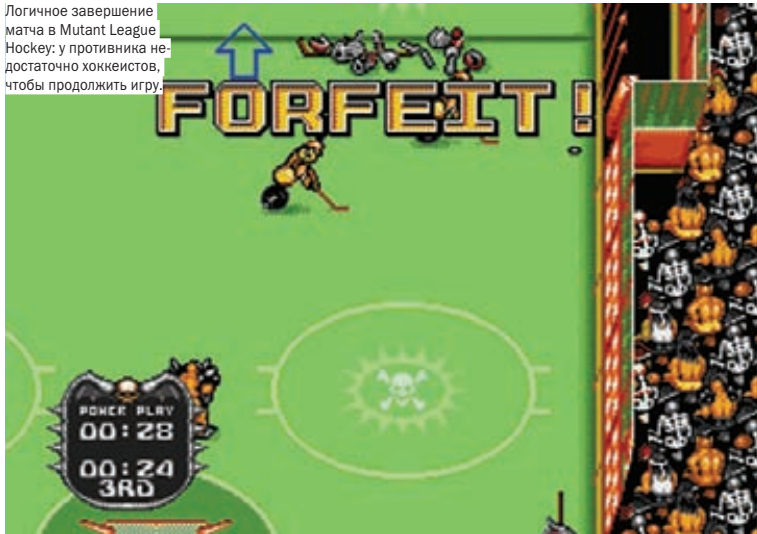 Логичное завершение
матча в Mutant League
Hockey: у противника не-
достаточно хоккеистов,
чтобы продолжить игру.
FORFEIT!
POWER PLAY
00:28
00:24
3RD